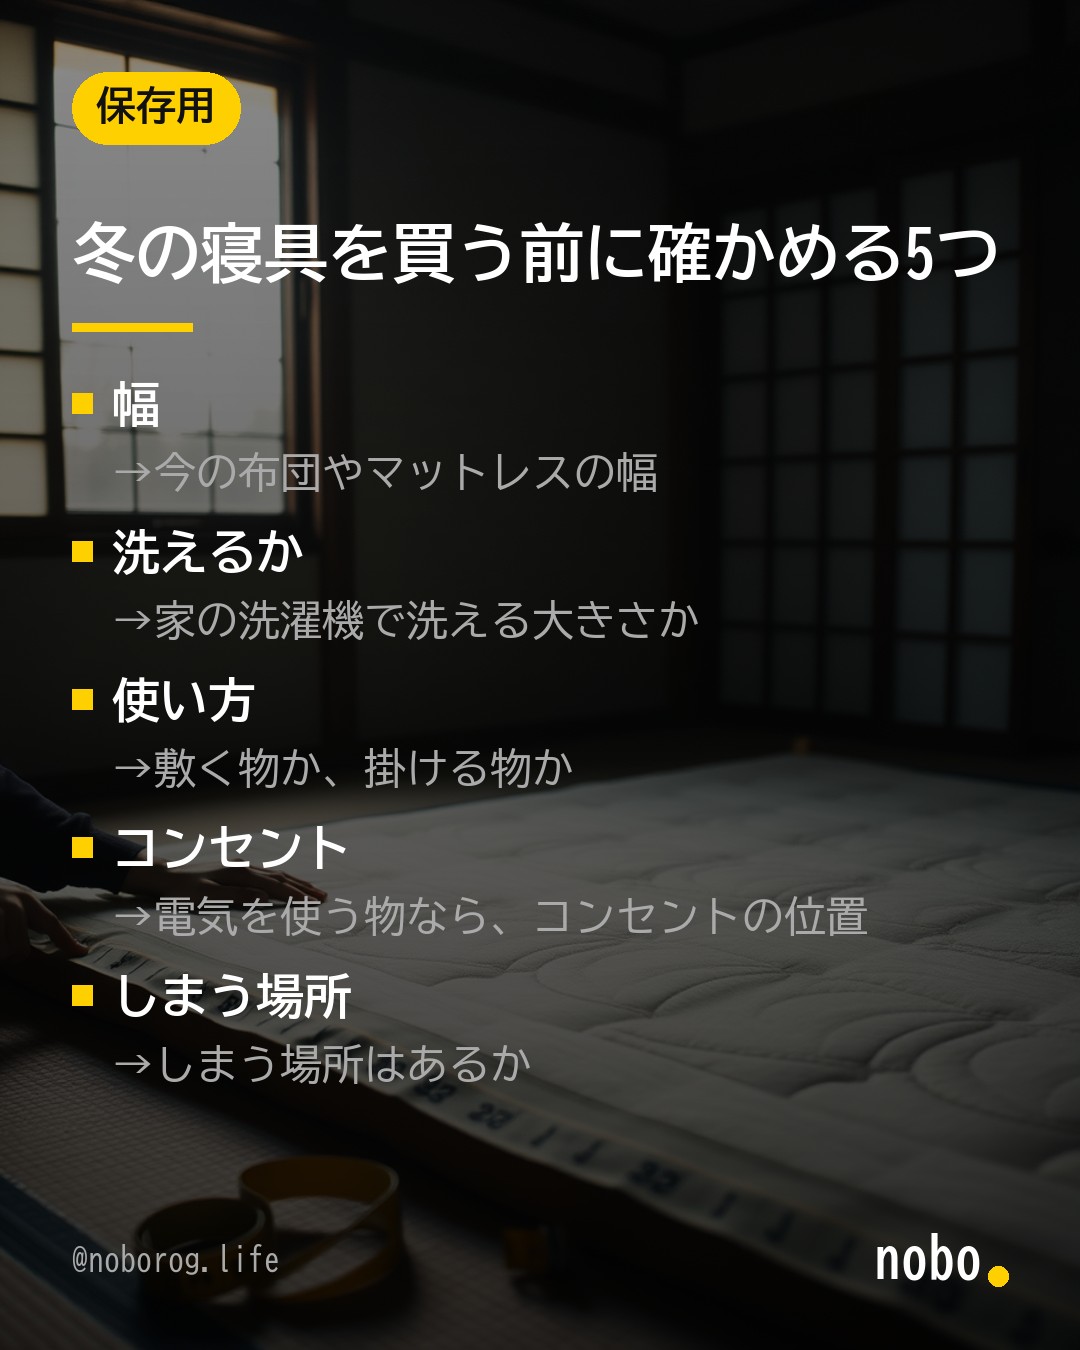 保存用
冬の寝具を買う前に確かめる5つ
幅
→今の布団やマットレスの幅
洗えるか
→家の洗濯機で洗える大きさか
使い方
→敷く物か、掛ける物か
コンセント
→電気を使う物なら、コンセントの位置
しまう場所
→しまう場所はあるか
@noborog.life
nobo.